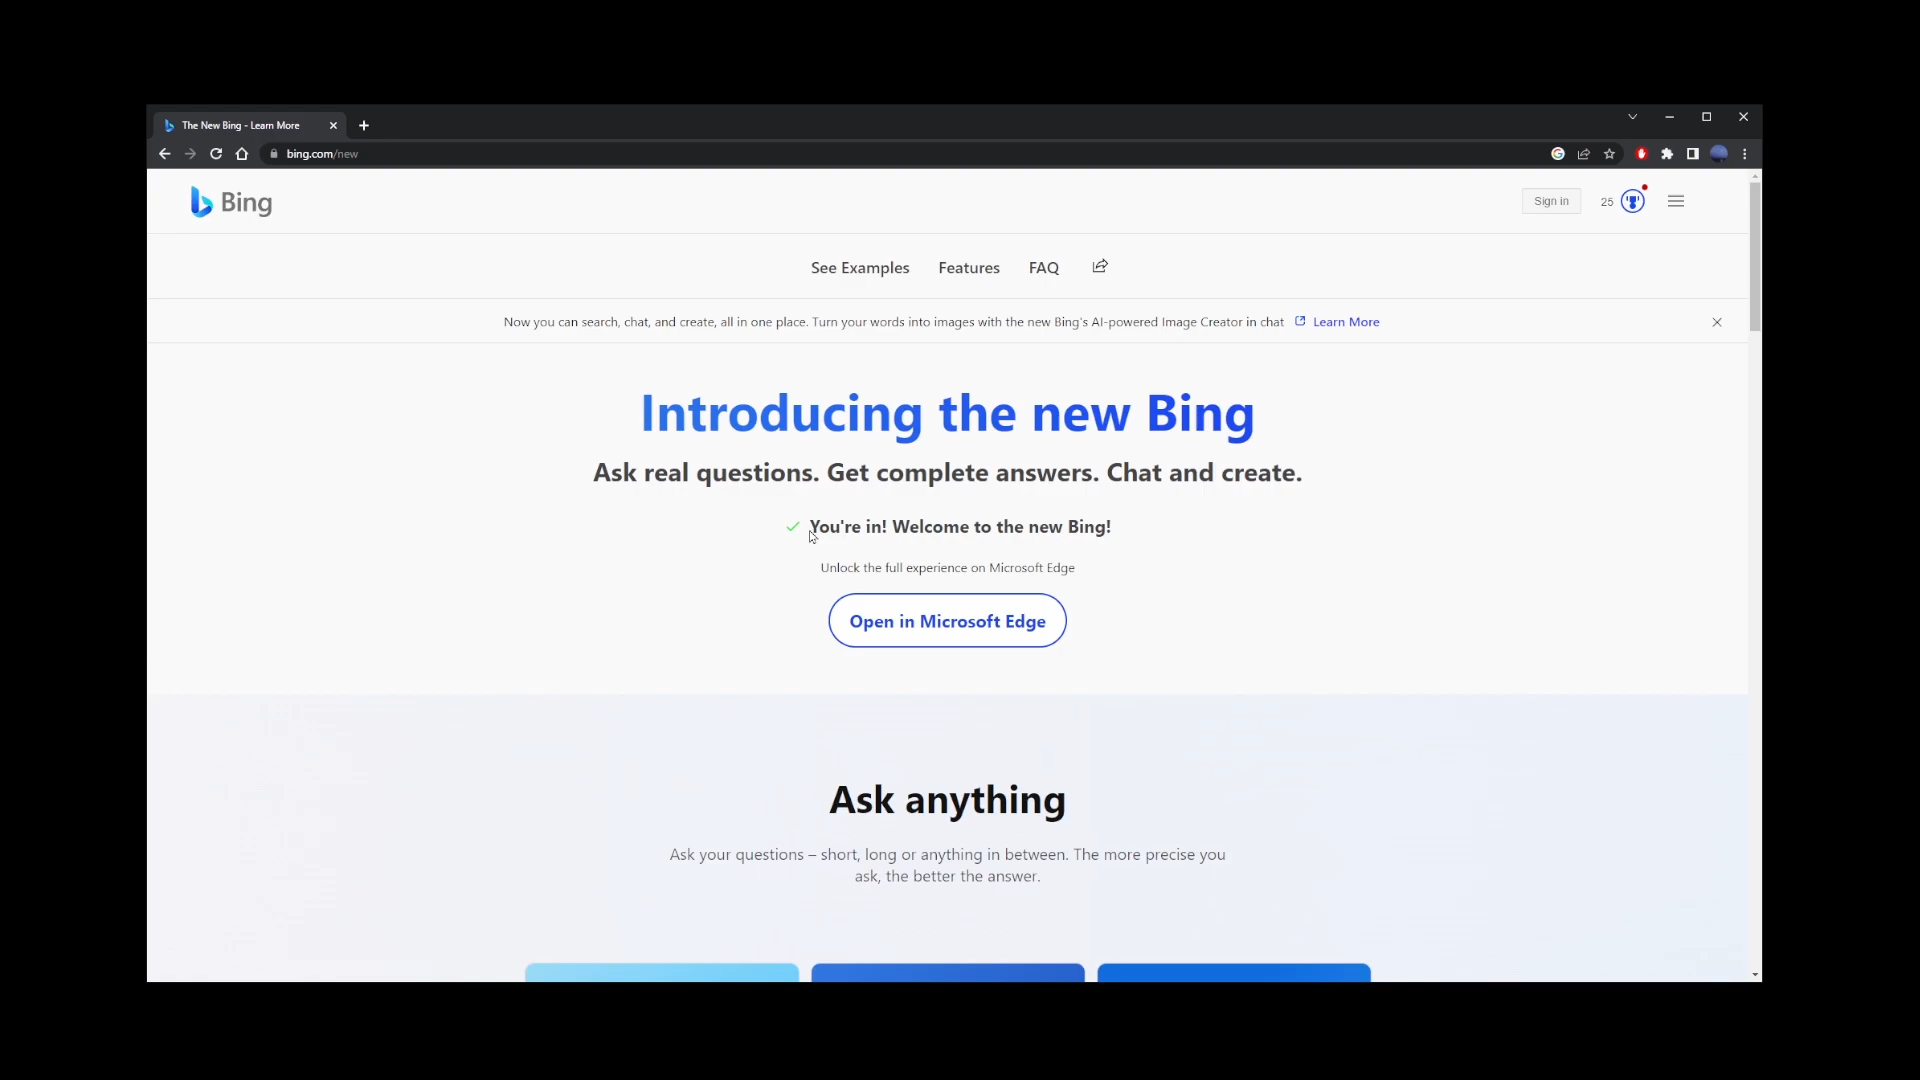 The New Bing - Learn More
bing.com/new
Bing
Sign in
25
See Examples
Features
FAQ
Now you can search, chat, and create, all in one place. Turn your words into images with the new Bing's AI-powered Image Creator in chat Learn More
Introducing the new Bing
Ask real questions. Get complete answers. Chat and create.
You're in! Welcome to the new Bing!
Unlock the full experience on Microsoft Edge
Open in Microsoft Edge
Ask anything
Ask your questions – short, long or anything in between. The more precise you
ask, the better the answer.